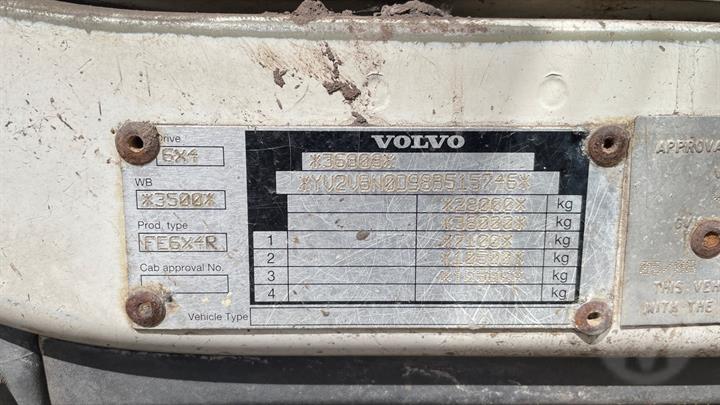 VOLVO
Drive
6X4
*36809*
WB
*YV2VBN0D98B515746*
*3500*
*28000* kg
Prod. type
*38000* kg
FE6X4R
1 *7100* kg
2 *10500* kg
Cab approval No.
3 kg
4 kg
Vehicle Type
APPROVA
THIS VEH
WITH THE